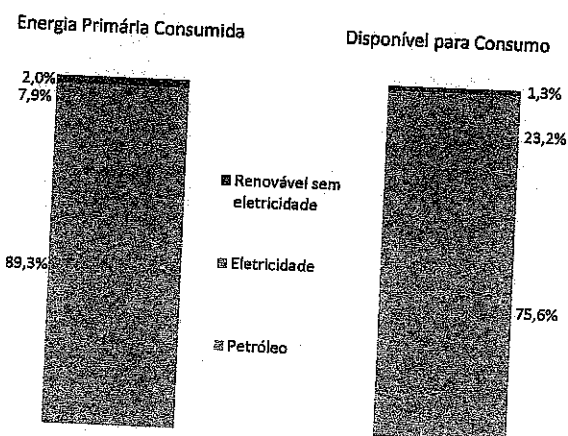 Energia Primária Consumida
2,0%
7,9%
89,3%
Renovável sem
eletricidade
Eletricidade
Petróleo
Disponível para Consumo
1,3%
23,2%
75,6%